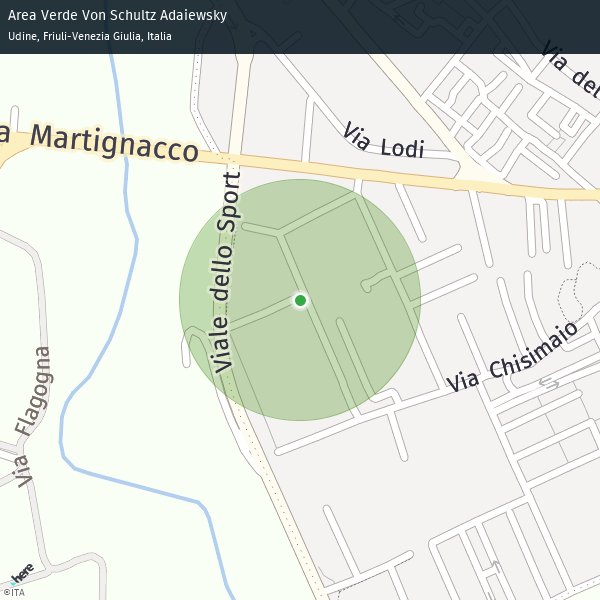 Area Verde Von Schultz Adaiewsky
Udine, Friuli-Venezia Giulia, Italia
Via del
a Martignacco
Via Lodi
Viale dello Sport
Via Chisimaio
Via Flagogna
here
©ITA